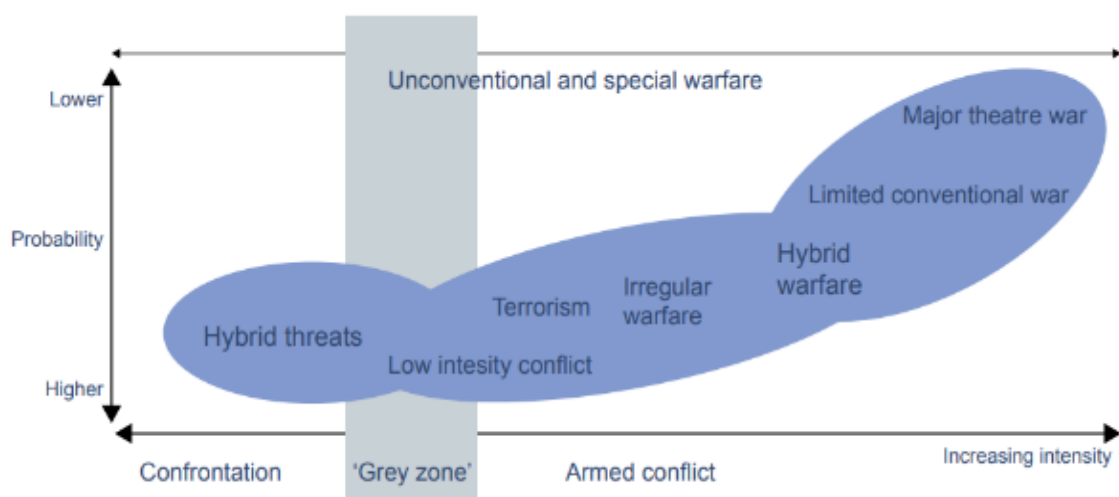 Unconventional and special warfare
Lower
Major theatre war
Limited conventional war
Probability
Hybrid
warfare
Irregular
warfare
Terrorism
Hybrid threats
Low intesity conflict
Higher
Increasing intensity
Confrontation
'Grey zone'
Armed conflict